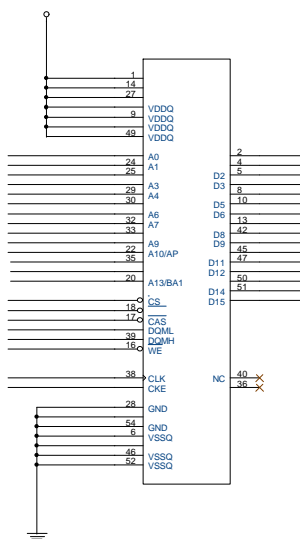 1
14
27
VDDQ
9 VDDQ
VDDQ
49 VDDQ
A0 2
24 A1 4
25 D2 5
A3 D3
29 A4 8
30 D5 10
A6 D6
32 A7 13
33 D8 42
A9 D9
22 A10/AP 45
35 D11 47
D12
20 A13/BA1 50
D14 51
CS D15
18
17 CAS
DQML
39 DQMH
16 WE
38 CLK NC 40
CKE 36
28 GND
54 GND
6 VSSQ
46 VSSQ
52 VSSQ